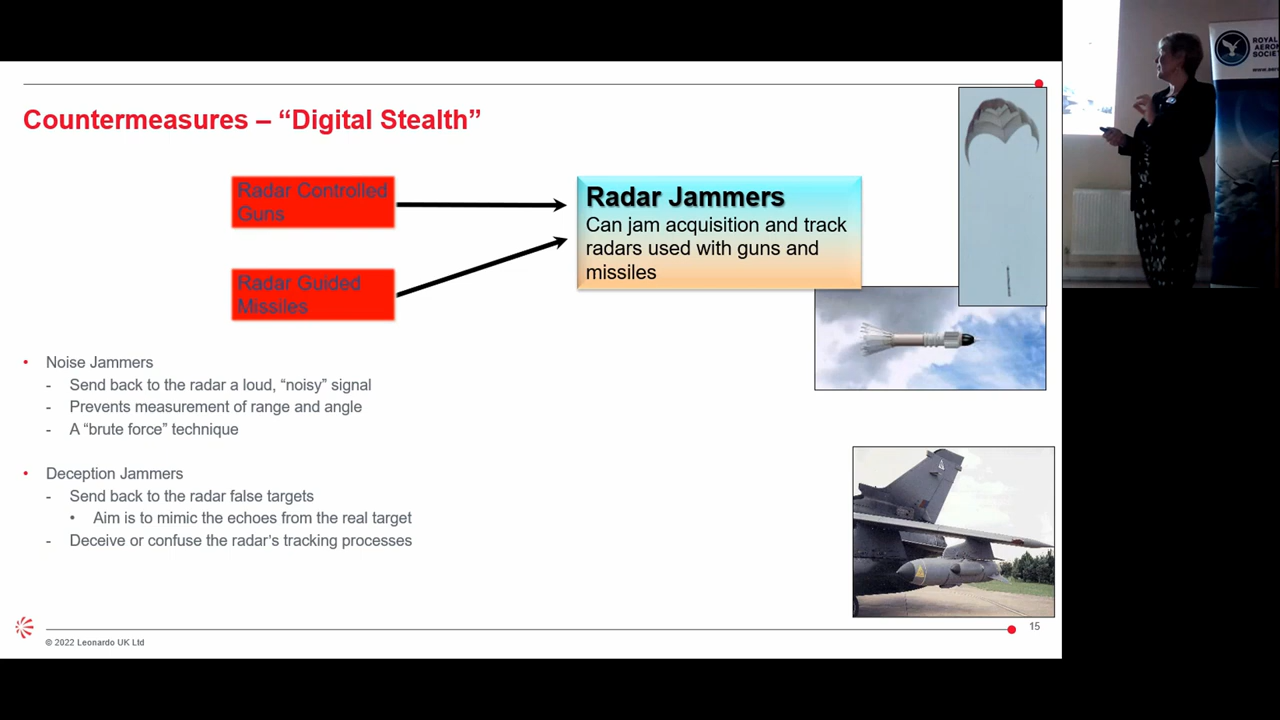 Countermeasures – “Digital Stealth”
Radar Controlled
Guns
Radar Guided
Missiles
Radar Jammers
Can jam acquisition and track
radars used with guns and
missiles
• Noise Jammers
- Send back to the radar a loud, “noisy” signal
- Prevents measurement of range and angle
- A “brute force” technique
• Deception Jammers
- Send back to the radar false targets
• Aim is to mimic the echoes from the real target
- Deceive or confuse the radar’s tracking processes
© 2022 Leonardo UK Ltd
15
ROYAL